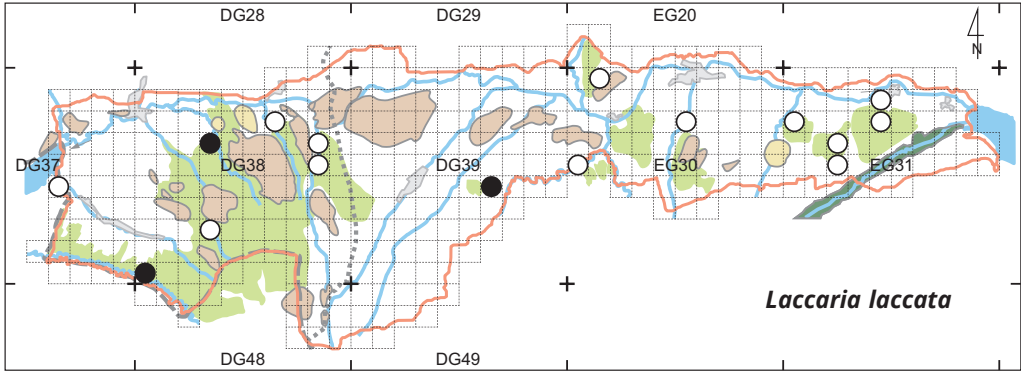 DG28 DG29 EG20
N
DG37 DG38 DG39 EG30 EG31
Laccaria laccata
DG48 DG49